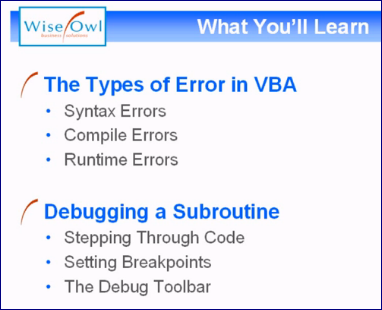 Wise Owl
business solutions
What You'll Learn
The Types of Error in VBA
• Syntax Errors
• Compile Errors
• Runtime Errors
Debugging a Subroutine
• Stepping Through Code
• Setting Breakpoints
• The Debug Toolbar